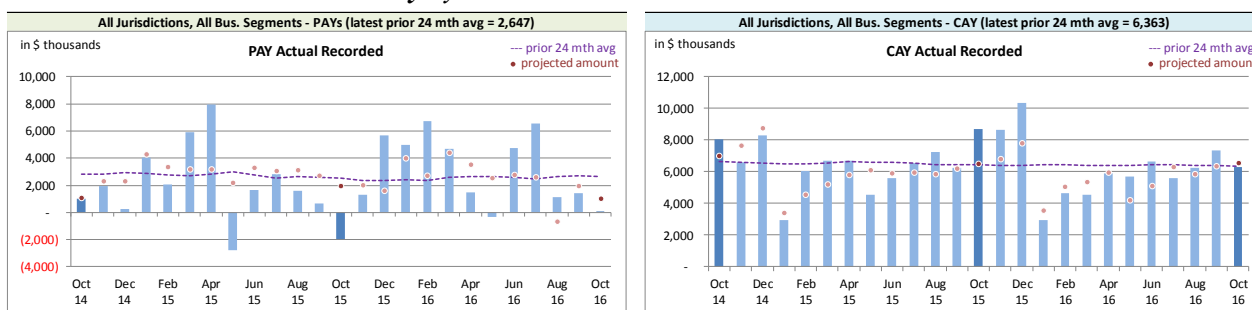 All Jurisdictions, All Bus. Segments - PAYs (latest prior 24 mth avg = 2,647)
in $ thousands
PAY Actual Recorded
--- prior 24 mth avg
• projected amount
10,000
8,000
6,000
4,000
2,000
-
(2,000)
(4,000)
Oct Dec Feb Apr Jun Aug Oct Dec Feb Apr Jun Aug Oct
14 14 15 15 15 15 15 15 16 16 16 16 16
All Jurisdictions, All Bus. Segments - CAY (latest prior 24 mth avg = 6,363)
in $ thousands
CAY Actual Recorded
--- prior 24 mth avg
• projected amount
12,000
10,000
8,000
6,000
4,000
2,000
-
Oct Dec Feb Apr Jun Aug Oct Dec Feb Apr Jun Aug Oct
14 14 15 15 15 15 15 15 16 16 16 16 16